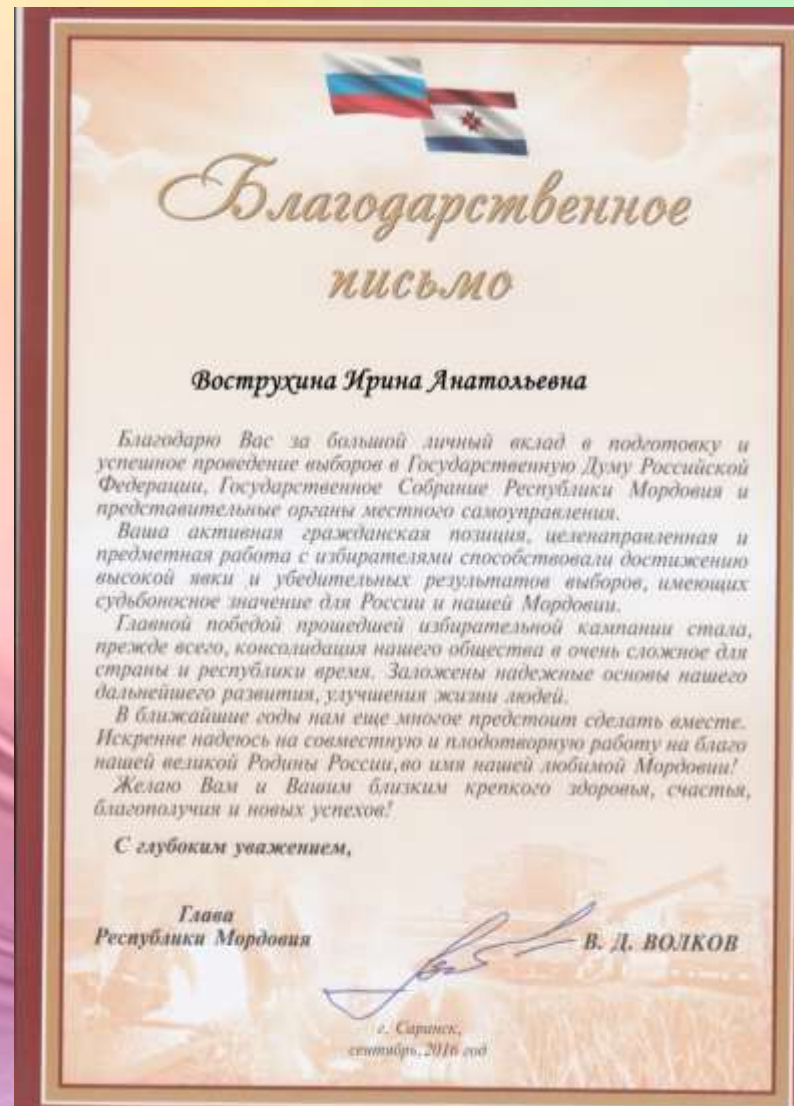 Благодарственное
письмо
Вострухина Ирина Анатольевна
Благодарю Вас за большой личный вклад в подготовку и
успешное проведение выборов в Государственную Думу Российской
Федерации, Государственное Собрание Республики Мордовия и
представительные органы местного самоуправления.
Ваша активная гражданская позиция, целенаправленная и
предметная работа с избирателями способствовали достижению
высокой явки и убедительных результатов выборов, имеющих
судьбоносное значение для России и нашей Мордовии.
Главной победой прошедшей избирательной кампании стала,
прежде всего, консолидация нашего общества в очень сложное для
страны и республики время. Заложены надежные основы нашего
дальнейшего развития, улучшения жизни людей.
В ближайшие годы нам еще многое предстоит сделать вместе.
Искренне надеюсь на совместную и плодотворную работу на благо
нашей великой Родины России, во имя нашей любимой Мордовии!
Желаю Вам и Вашим близким крепкого здоровья, счастья,
благополучия и новых успехов!
С глубоким уважением,
Глава
Республики Мордовия
В. Д. ВОЛКОВ
г. Саранск,
сентябрь, 2016 год